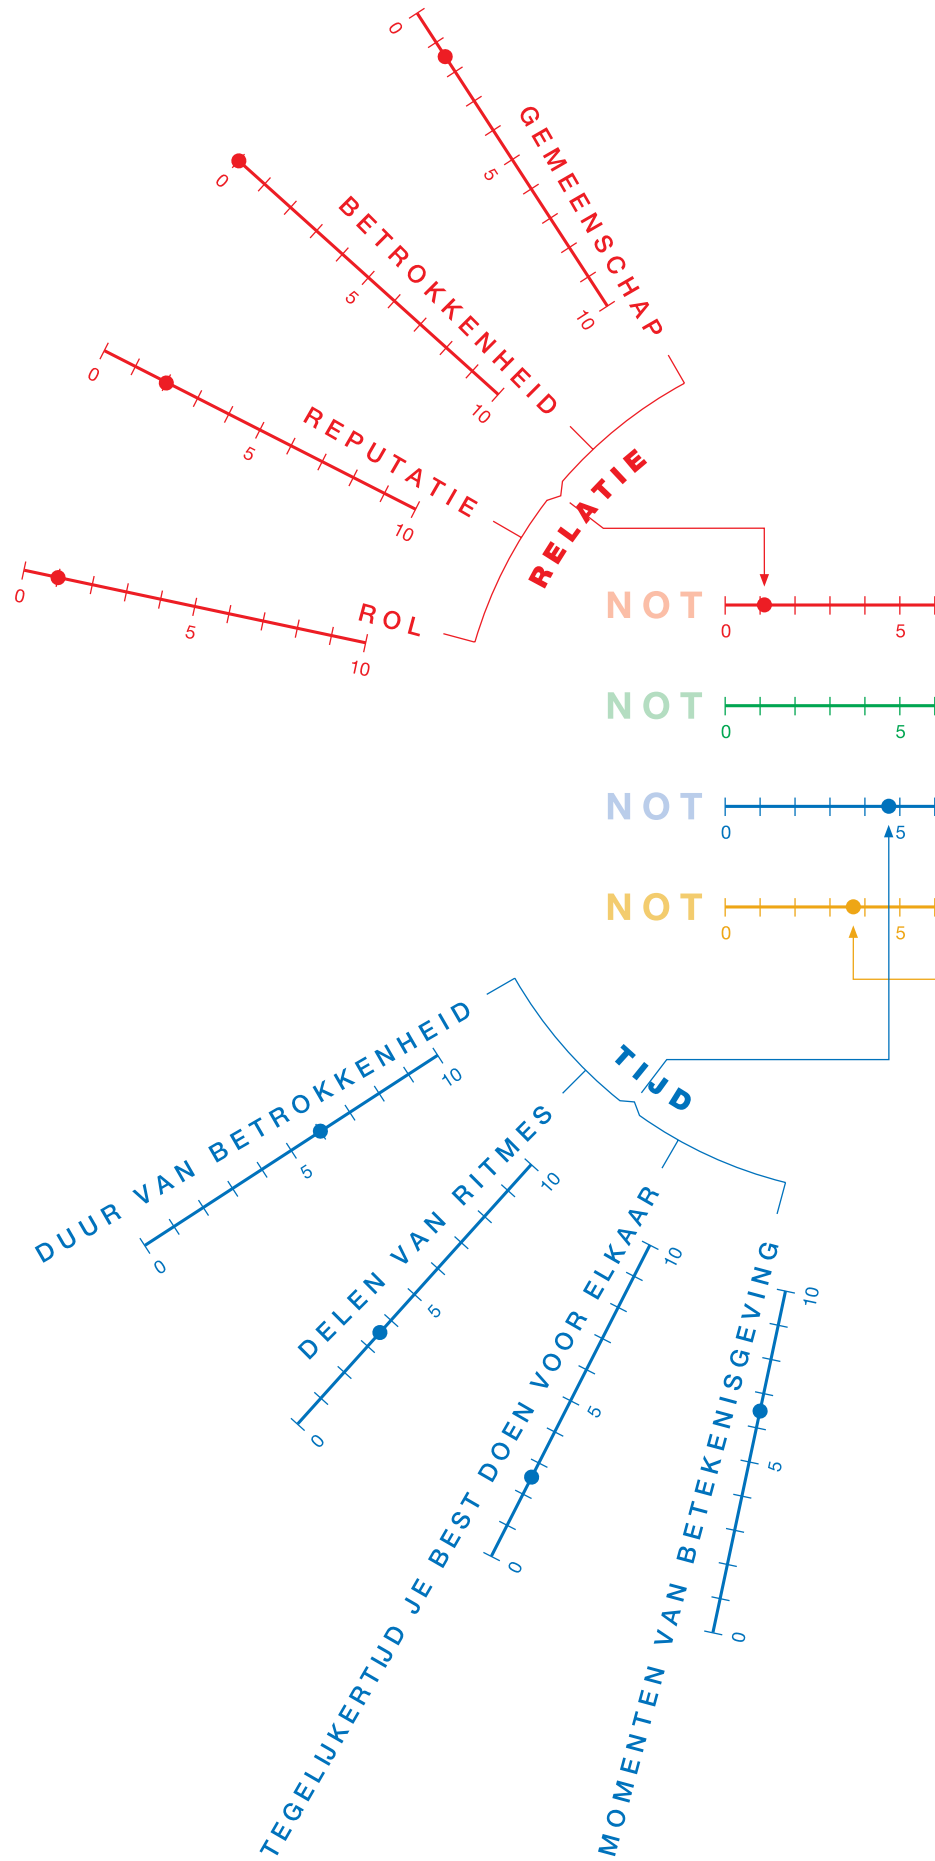 0
5
10
GEMEENSCHAP
0
5
10
BETROKKENHEID
0
5
10
REPUTATIE
0
5
10
ROL
RELATIE
NOT
0
5
NOT
0
5
NOT
0
5
NOT
0
5
TIJD
DUUR VAN BETROKKENHEID
0
5
10
DELEN VAN RITMES
0
5
10
TEGELIJKERTIJD JE BEST DOEN VOOR ELKAAR
0
5
10
MOMENTEN VAN BETEKENISGEVING
0
5
10